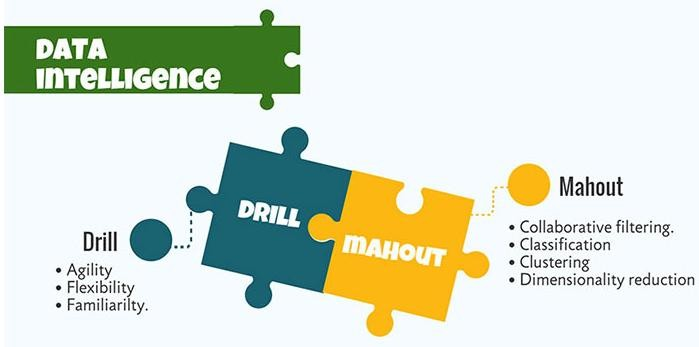 DATA
INTELLIGENCE
DRILL
MAHOUT
Drill
• Agility
• Flexibility
• Familiarilty.
Mahout
• Collaborative filtering.
• Classification
• Clustering
• Dimensionality reduction